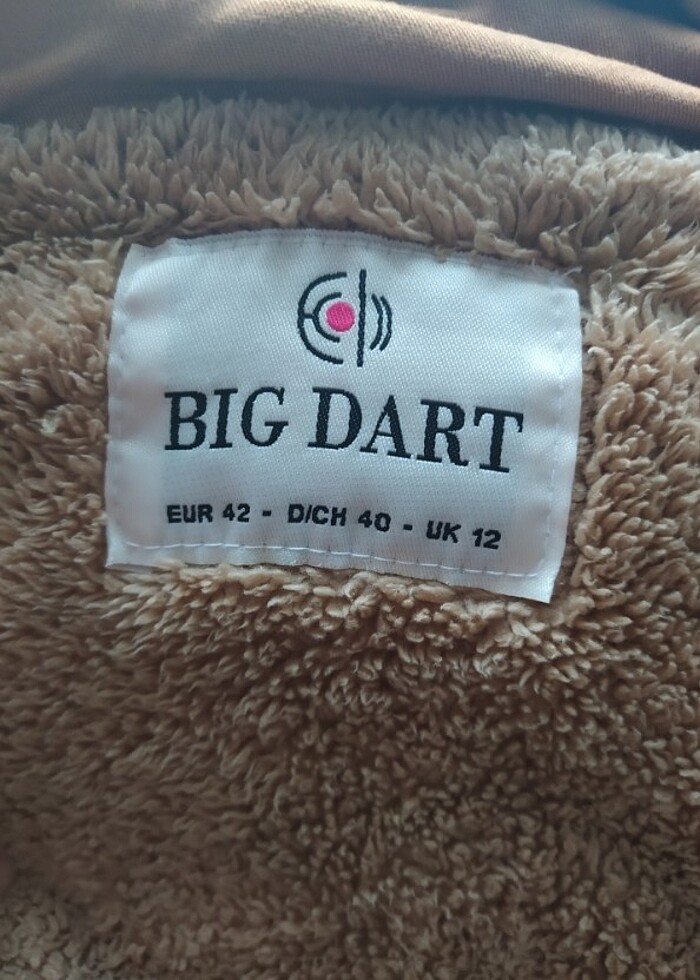 BIG DART
EUR 42 - D/CH 40 - UK 12